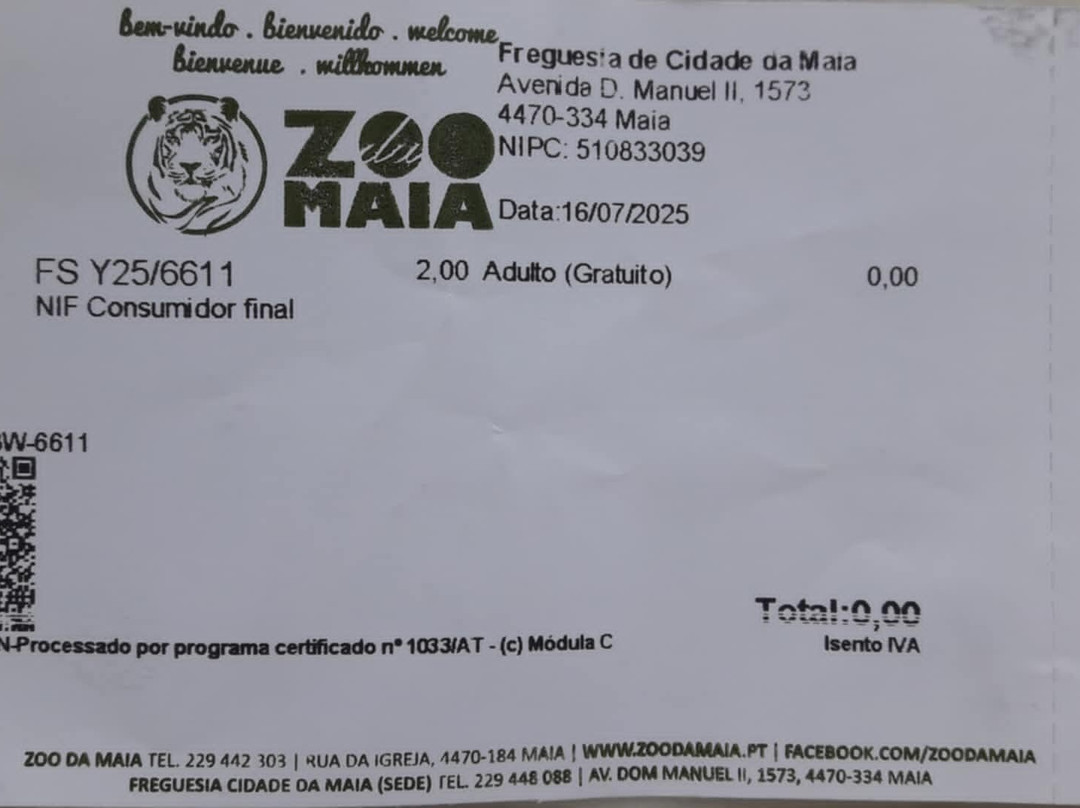 Bem-vindo . bienvenido . welcome
bienvenue . willkommen
ZOO da
MAIA
Freguesia de Cidade da Maia
Avenida D. Manuel II, 1573
4470-334 Maia
NIPC: 510833039
Data:16/07/2025
FS Y25/6611
2,00 Adulto (Gratuito) 0,00
NIF Consumidor final
W-6611
Total:0,00
N-Processado por programa certificado nº 1033/AT - (c) Módula C
Isento IVA
ZOO DA MAIA TEL. 229 442 303 | RUA DA IGREJA, 4470-184 MAIA | WWW.ZOODAMAIA.PT | FACEBOOK.COM/ZOODAMAIA
FREGUESIA CIDADE DA MAIA (SEDE) TEL. 229 448 088 | AV. DOM MANUEL II, 1573, 4470-334 MAIA